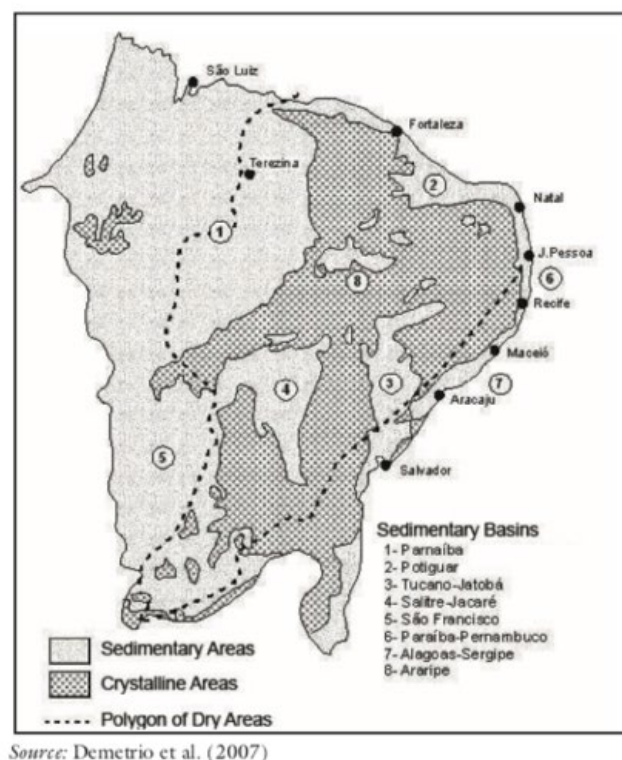 São Luiz
Fortaleza
Terezina
2
Natal
1
J.Pessoa
8
6
Recife
Maceió
4
3
7
Aracaju
5
Salvador
Sedimentary Basins
1- Parnaíba
2- Potiguar
3- Tucano-Jatobá
4- Salitre-Jacaré
5- São Francisco
6- Paraíba-Pernambuco
7- Alagoas-Sergipe
8- Araripe
Sedimentary Areas
Crystalline Areas
Polygon of Dry Areas
Source: Demetrio et al. (2007)